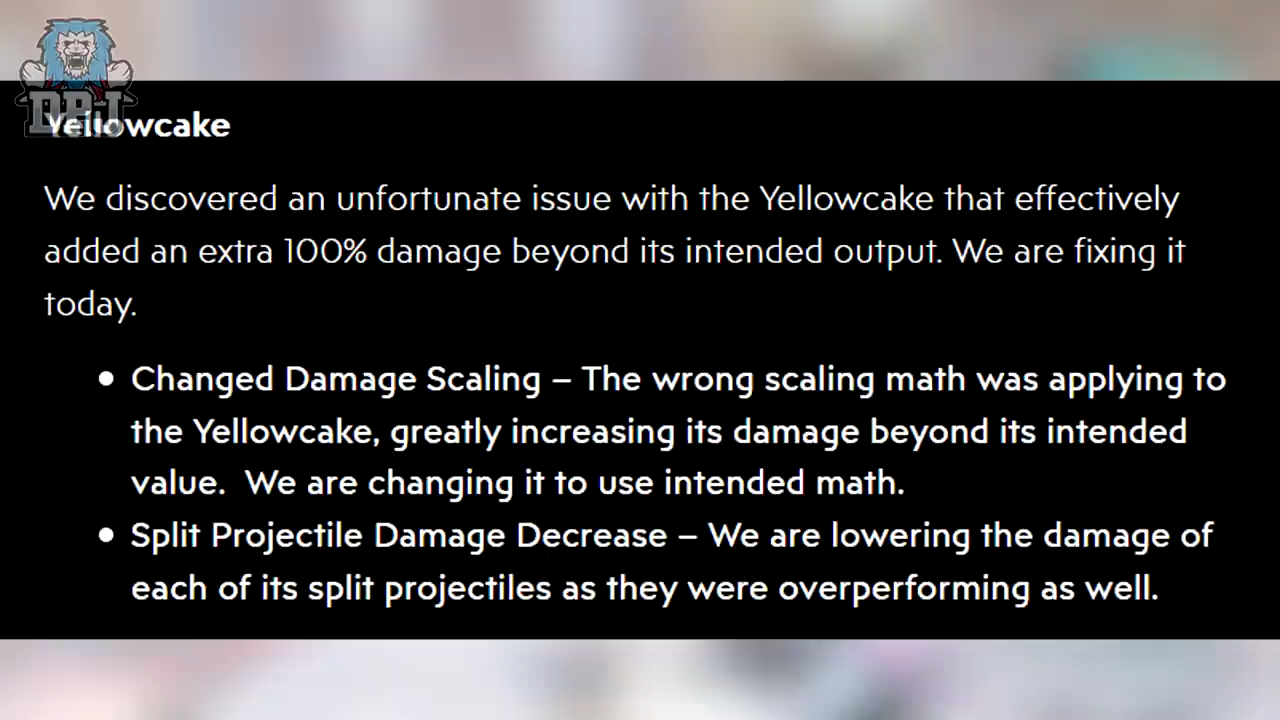 DPJ
Yellowcake
We discovered an unfortunate issue with the Yellowcake that effectively
added an extra 100% damage beyond its intended output. We are fixing it
today.
• Changed Damage Scaling – The wrong scaling math was applying to
the Yellowcake, greatly increasing its damage beyond its intended
value.  We are changing it to use intended math.
• Split Projectile Damage Decrease – We are lowering the damage of
each of its split projectiles as they were overperforming as well.